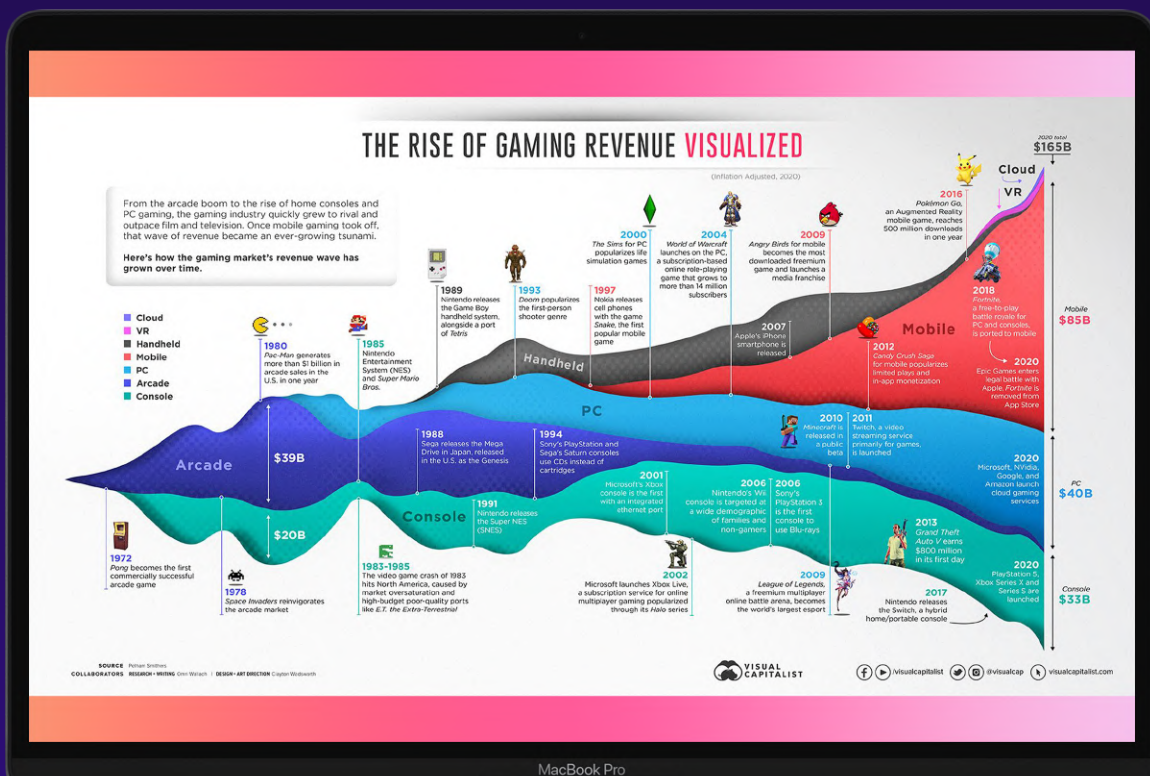 THE RISE OF GAMING REVENUE VISUALIZED
(Inflation Adjusted, 2020)
From the arcade boom to the rise of home consoles and
PC gaming, the gaming industry quickly grew to rival and
outpace film and television. Once mobile gaming took off,
that wave of revenue became an ever-growing tsunami.
Here's how the gaming market's revenue wave has
grown over time.
Cloud
VR
Handheld
Mobile
PC
Arcade
Console
1972
Pong becomes the first
commercially successful
arcade game
1978
Space Invaders reinvigorates
the arcade market
1980
Pac-Man generates
more than $1 billion in
arcade sales in the
U.S. in one year
Arcade
$39B
$20B
1985
Nintendo
Entertainment
System (NES)
and Super Mario
Bros.
1983-1985
The video game crash of 1983
hits North America, caused by
market oversaturation and
high-budget poor-quality ports
like E.T. the Extra-Terrestrial
1989
Nintendo releases
the Game Boy
handheld system,
alongside a port
of Tetris
1988
Sega releases the Mega
Drive in Japan, released
in the U.S. as the Genesis
Console
1991
Nintendo releases
the Super NES
(SNES)
1993
Doom popularizes
the first-person
shooter genre
Handheld
1994
Sony's PlayStation and
Sega's Saturn consoles
use CDs instead of
cartridges
1997
Nokia releases
cell phones
with the game
Snake, the first
popular mobile
game
PC
2000
The Sims for PC
popularizes life
simulation games
2001
Microsoft's Xbox
console is the first
with an integrated
ethernet port
2002
Microsoft launches Xbox Live,
a subscription service for online
multiplayer gaming popularized
through its Halo series
2004
World of Warcraft
launches on the PC,
a subscription-based
online role-playing
game that grows to
more than 14 million
subscribers
2006
Nintendo's Wii
console is targeted at
a wide demographic
of families and
non-gamers
2006
Sony's
PlayStation 3
is the first
console to
use Blu-rays
2007
Apple's iPhone
smartphone is
released
2009
Angry Birds for mobile
becomes the most
downloaded freemium
game and launches a
media franchise
2009
League of Legends,
a freemium multiplayer
online battle arena, becomes
the world's largest esport
2010
Minecraft is
released in
a public
beta
2011
Twitch, a video
streaming service
primarily for games,
is launched
2012
Candy Crush Saga
for mobile popularizes
limited plays and
in-app monetization
Mobile
2013
Grand Theft
Auto V earns
$800 million
in its first day
2016
Pokémon Go,
an Augmented Reality
mobile game, reaches
500 million downloads
in one year
2017
Nintendo releases
the Switch, a hybrid
home/portable console
2018
Fortnite,
a free-to-play
battle royale for
PC and consoles,
is ported to mobile
2020
Epic Games enters
legal battle with
Apple, Fortnite is
removed from
App Store
2020
Microsoft, NVidia,
Google, and
Amazon launch
cloud gaming
services
2020
PlayStation 5,
Xbox Series X and
Series S are
launched
Cloud
VR
2020 total
$165B
Mobile
$85B
PC
$40B
Console
$33B
SOURCE Pelham Smithers
COLLABORATORS RESEARCH + WRITING Omri Wallach | DESIGN + ART DIRECTION Clayton Wadsworth
VISUAL
CAPITALIST
/visualcapitalist
@visualcap
visualcapitalist.com
MacBook Pro